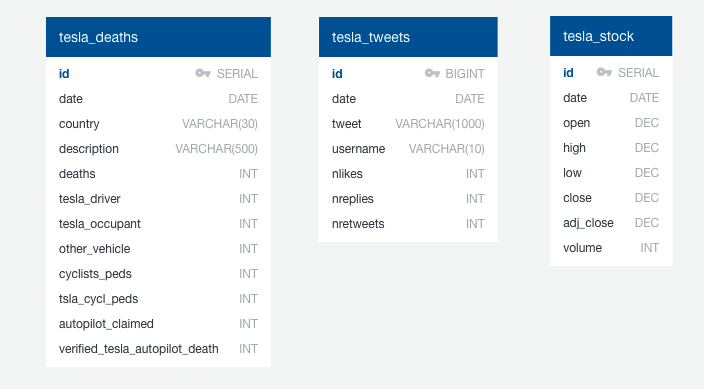 tesla_deaths
id SERIAL
date DATE
country VARCHAR(30)
description VARCHAR(500)
deaths INT
tesla_driver INT
tesla_occupant INT
other_vehicle INT
cyclists_peds INT
tsla_cycl_peds INT
autopilot_claimed INT
verified_tesla_autopilot_death INT
tesla_tweets
id BIGINT
date DATE
tweet VARCHAR(1000)
username VARCHAR(10)
nlikes INT
nreplies INT
nretweets INT
tesla_stock
id SERIAL
date DATE
open DEC
high DEC
low DEC
close DEC
adj_close DEC
volume INT